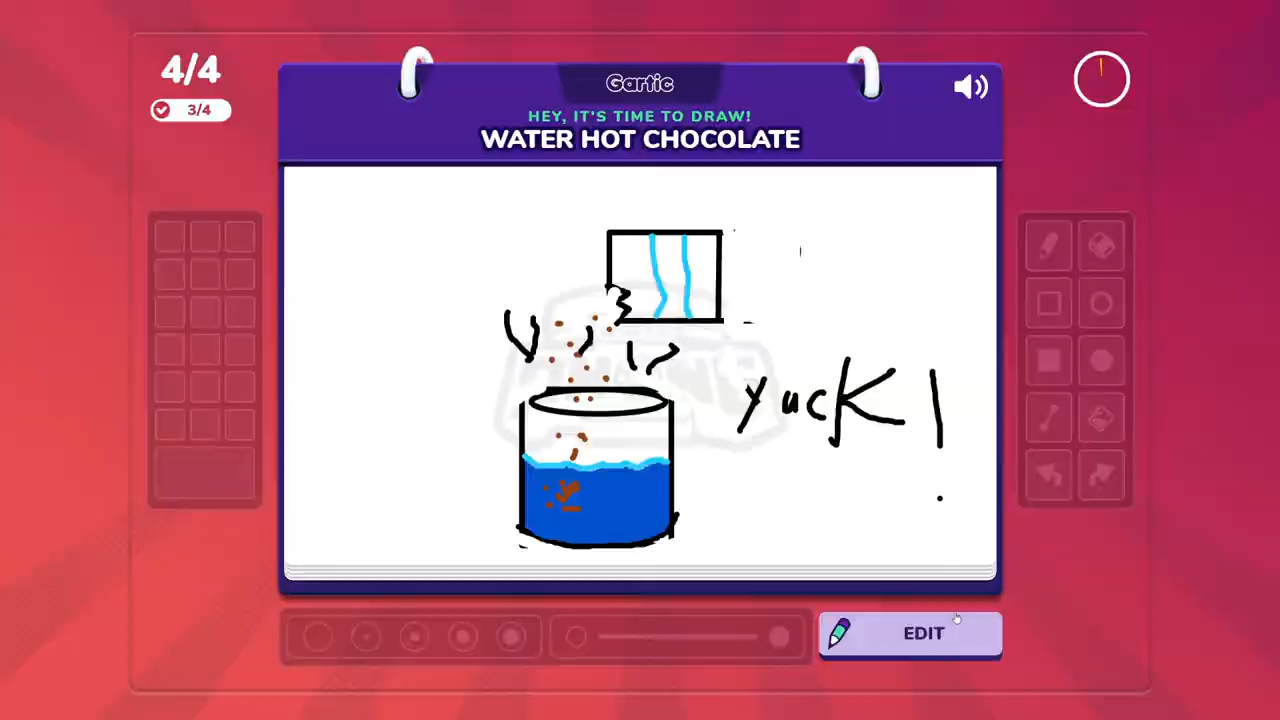 4/4
3/4
Gartic
HEY, IT'S TIME TO DRAW!
WATER HOT CHOCOLATE
yucK!
EDIT